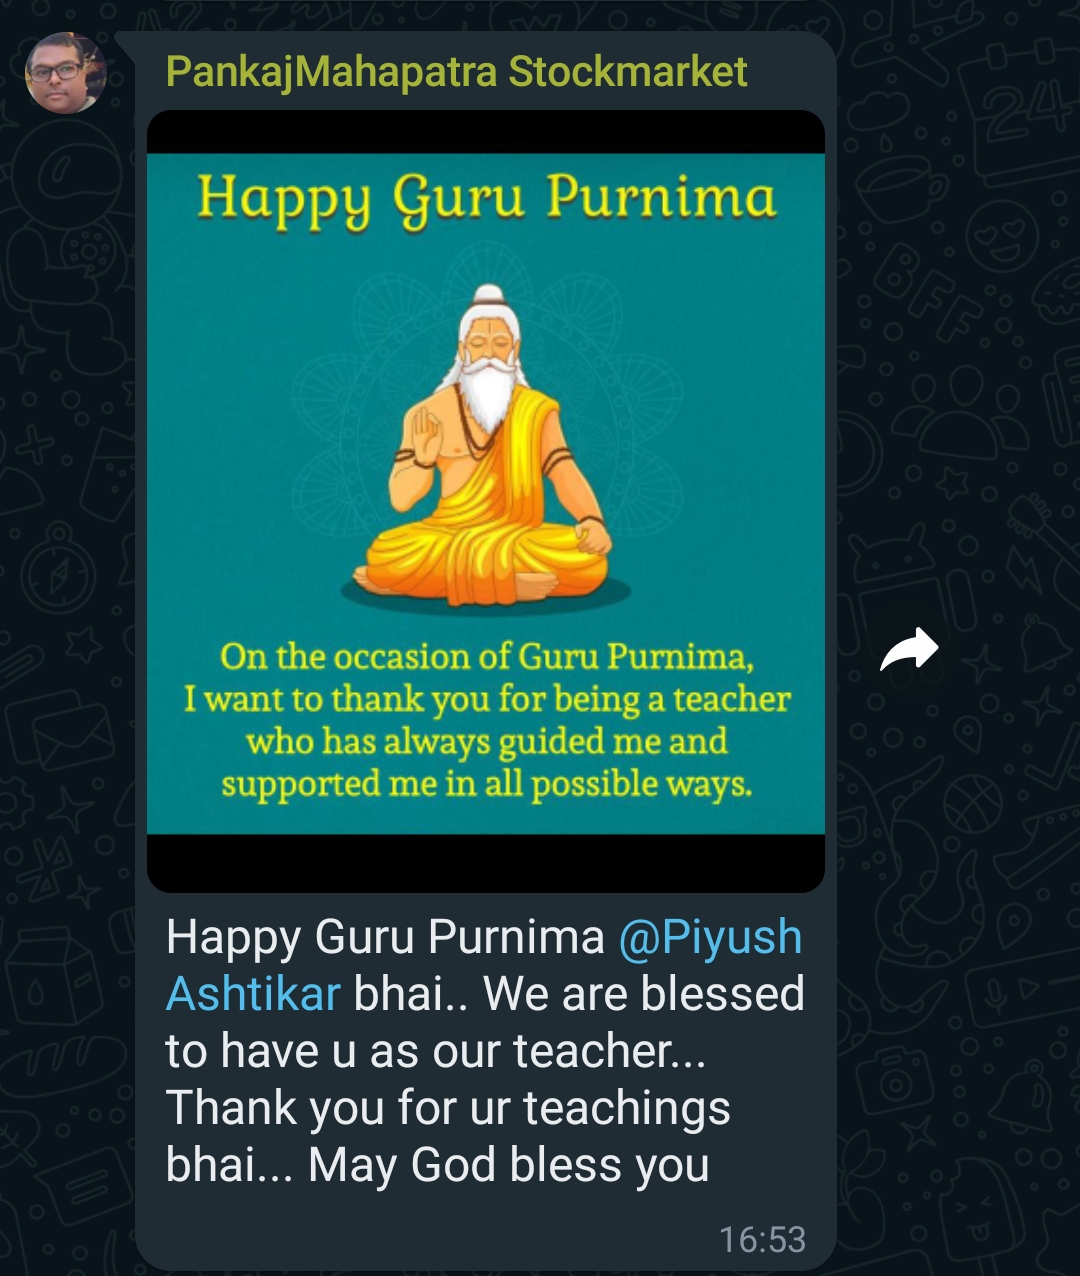 PankajMahapatra Stockmarket
Happy Guru Purnima
On the occasion of Guru Purnima,
I want to thank you for being a teacher
who has always guided me and
supported me in all possible ways.
Happy Guru Purnima @Piyush
Ashtikar bhai.. We are blessed
to have u as our teacher...
Thank you for ur teachings
bhai... May God bless you
16:53
24
BFF